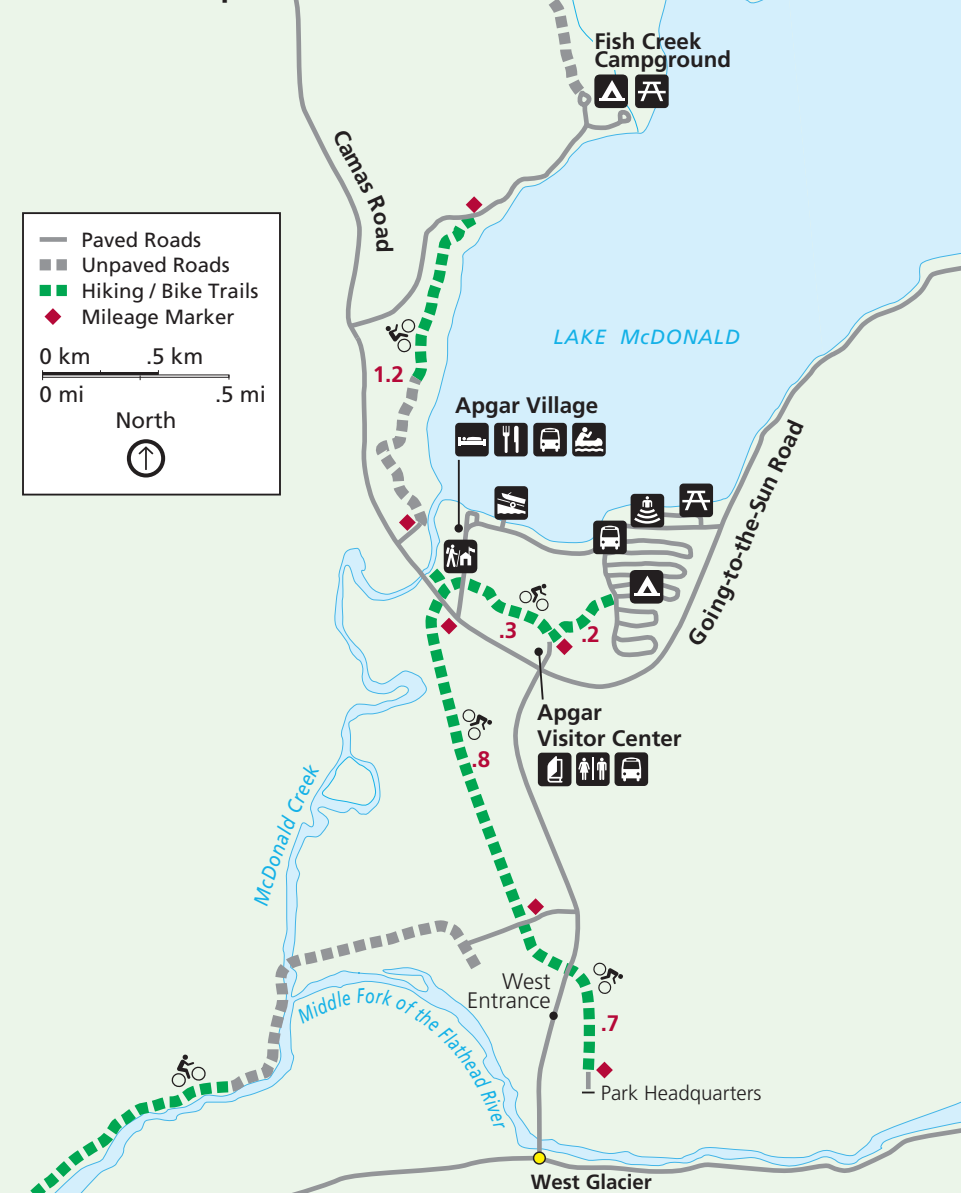 Fish Creek
Campground
Camas Road
Paved Roads
Unpaved Roads
Hiking / Bike Trails
Mileage Marker
0 km .5 km
0 mi .5 mi
North
LAKE McDONALD
1.2
Apgar Village
Going-to-the-Sun Road
.3
.2
Apgar
Visitor Center
.8
McDonald Creek
West
Entrance
Middle Fork of the Flathead River
.7
Park Headquarters
West Glacier